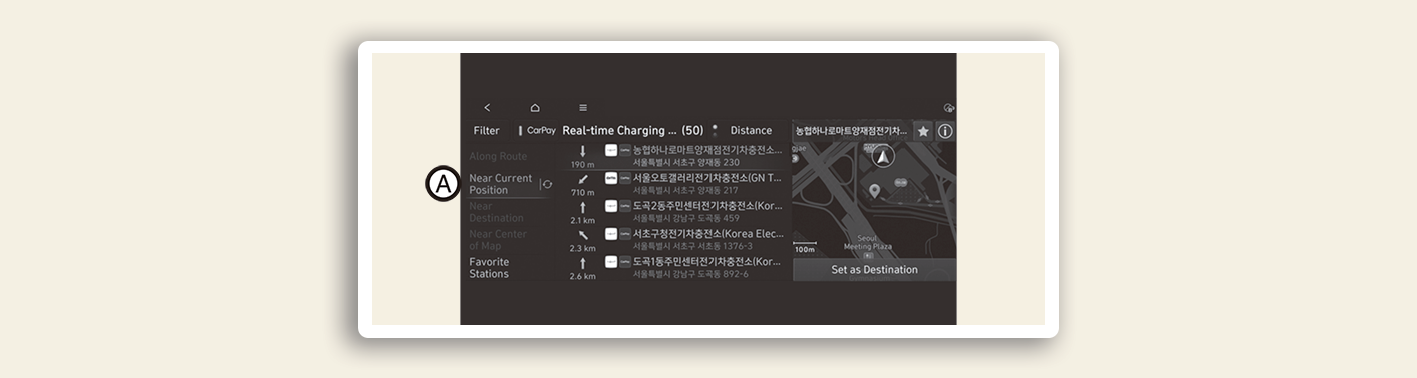 Filter
CarPay
Real-time Charging ... (50)
Distance
농협하나로마트양재점전기차...
A
Along Route
Near Current
Position
Near
Destination
Near Center
of Map
Favorite
Stations
190 m
농협하나로마트양재점전기차충전소...
서울특별시 서초구 양재동 230
710 m
서울오토갤러리전기차충전소(GN T...
서울특별시 서초구 양재동 217
2.1 km
도곡2동주민센터전기차충전소(Kor...
서울특별시 강남구 도곡동 459
2.3 km
서초구청전기차충전소(Korea Elec...
서울특별시 서초구 서초동 1376-3
2.6 km
도곡1동주민센터전기차충전소(Kor...
서울특별시 강남구 도곡동 892-6
Seoul
Meeting Plaza
100m
Set as Destination